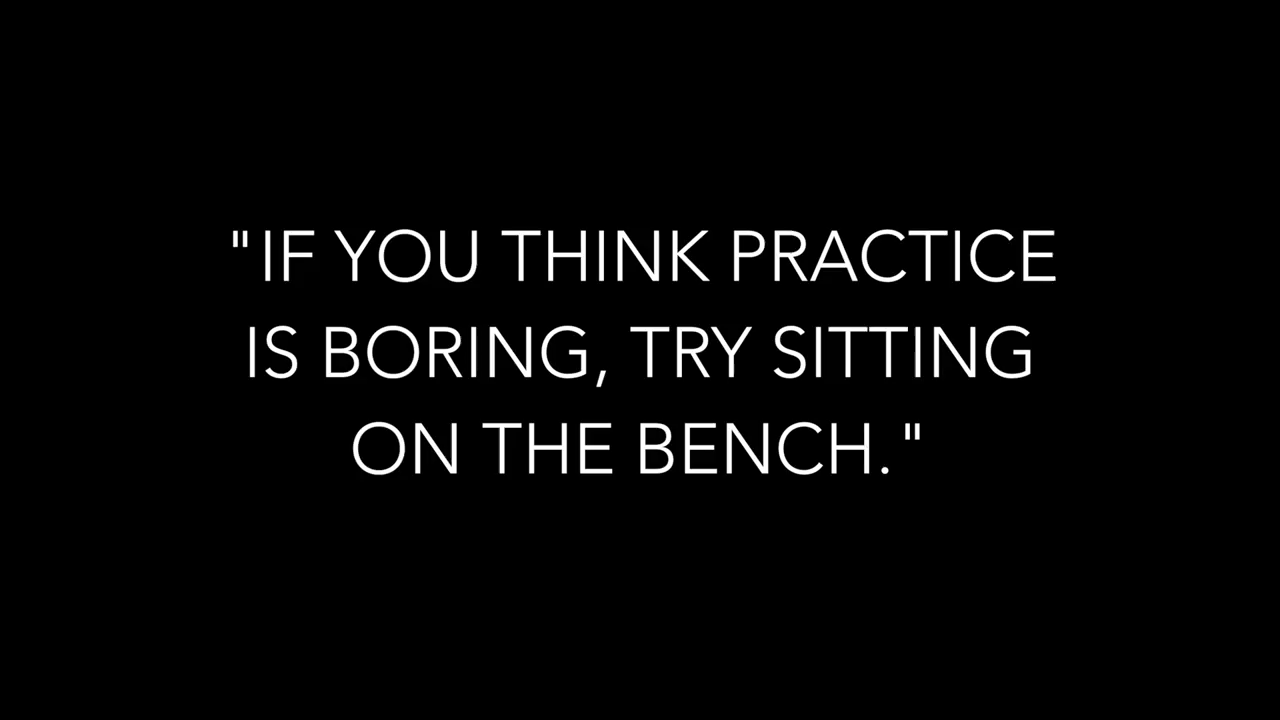 "IF YOU THINK PRACTICE
IS BORING, TRY SITTING
ON THE BENCH."